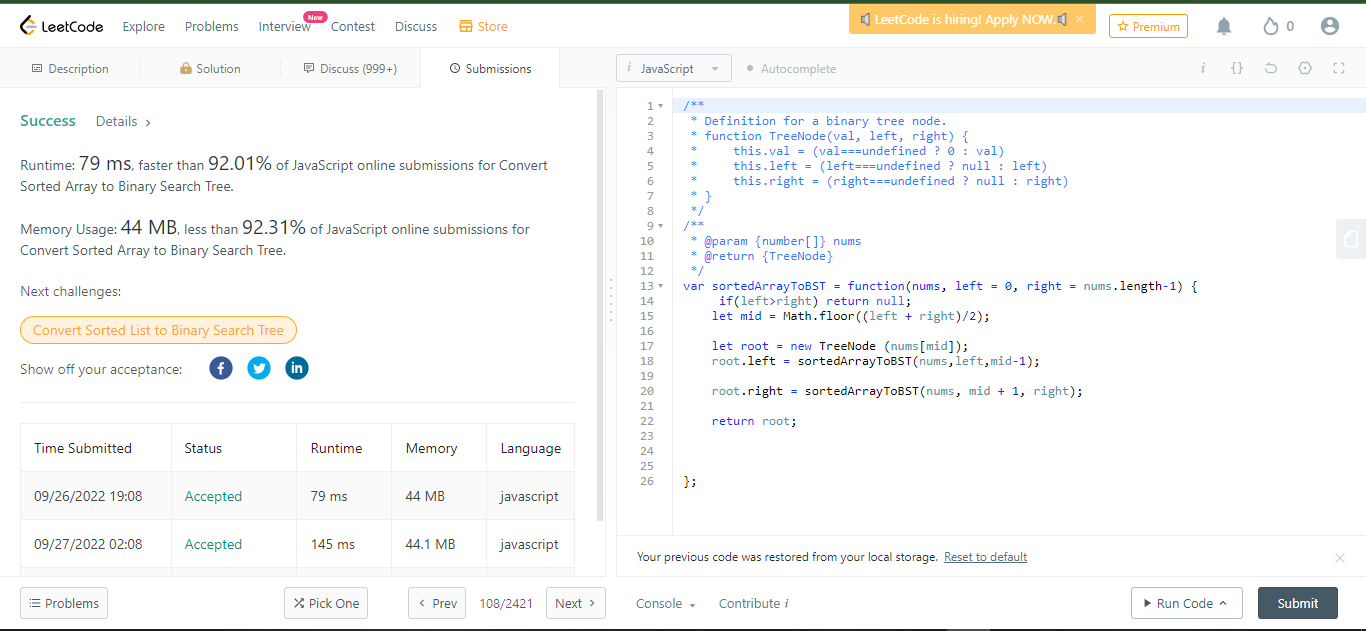 LeetCode Explore Problems Interview New Contest Discuss Store LeetCode is hiring! Apply NOW. × Premium 0
Description Solution Discuss (999+) Submissions
i JavaScript Autocomplete i {}
Success Details >
Runtime: 79 ms, faster than 92.01% of JavaScript online submissions for Convert
Sorted Array to Binary Search Tree.
Memory Usage: 44 MB, less than 92.31% of JavaScript online submissions for
Convert Sorted Array to Binary Search Tree.
Next challenges:
Convert Sorted List to Binary Search Tree
Show off your acceptance: f in
Time Submitted Status Runtime Memory Language
09/26/2022 19:08 Accepted 79 ms 44 MB javascript
09/27/2022 02:08 Accepted 145 ms 44.1 MB javascript
1 /**
2 * Definition for a binary tree node.
3 * function TreeNode(val, left, right) {
4 *     this.val = (val===undefined ? 0 : val)
5 *     this.left = (left===undefined ? null : left)
6 *     this.right = (right===undefined ? null : right)
7 * }
8 */
9 /**
10 * @param {number[]} nums
11 * @return {TreeNode}
12 */
13 var sortedArrayToBST = function(nums, left = 0, right = nums.length-1) {
14 if(left>right) return null;
15 let mid = Math.floor((left + right)/2);
16
17 let root = new TreeNode (nums[mid]);
18 root.left = sortedArrayToBST(nums,left,mid-1);
19
20 root.right = sortedArrayToBST(nums, mid + 1, right);
21
22 return root;
23
24
25
26 };
Your previous code was restored from your local storage. Reset to default ×
Problems Pick One < Prev 108/2421 Next > Console Contribute i Run Code Submit